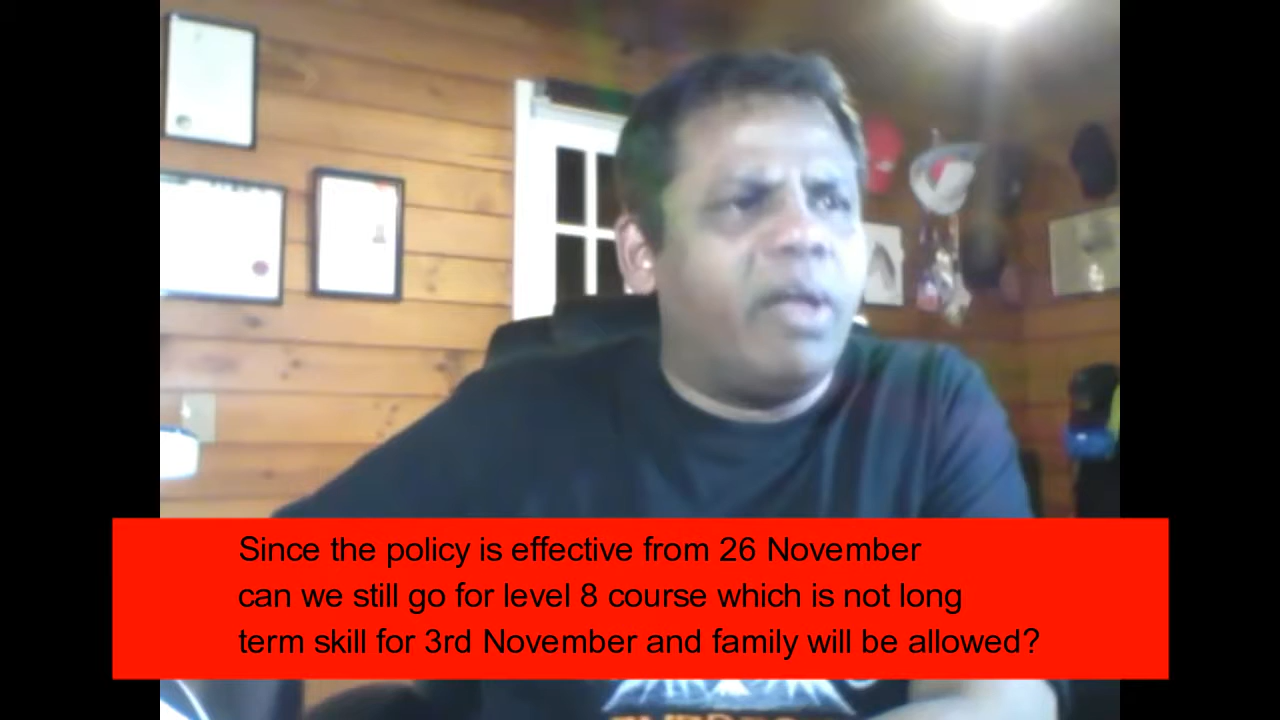 Since the policy is effective from 26 November
can we still go for level 8 course which is not long
term skill for 3rd November and family will be allowed?